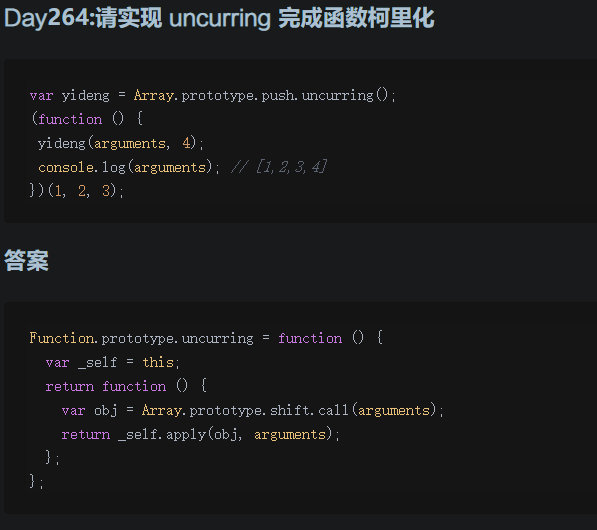 Day264:请实现 uncurring 完成函数柯里化
var yideng = Array.prototype.push.uncurring();
(function () {
 yideng(arguments, 4);
 console.log(arguments); // [1,2,3,4]
})(1, 2, 3);
答案
Function.prototype.uncurring = function () {
  var _self = this;
  return function () {
    var obj = Array.prototype.shift.call(arguments);
    return _self.apply(obj, arguments);
  };
};